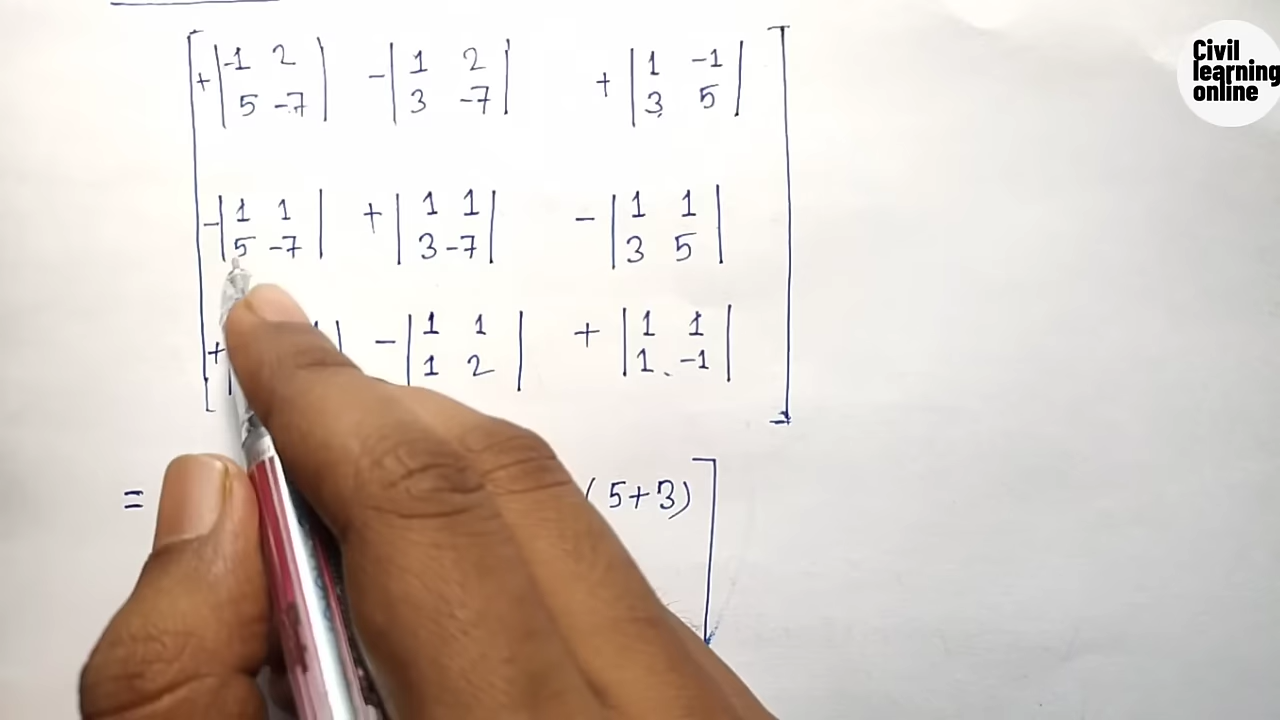 +|-1 2| -|1 2| +|1 -1|
|5 -7| |3 -7| |3 5|
-|1 1| +|1 1| -|1 1|
|5 -7| |3 -7| |3 5|
+| | -|1 1| +|1 1|
|1 2| |1 -1|
= (5+3)
Civil
learning
online